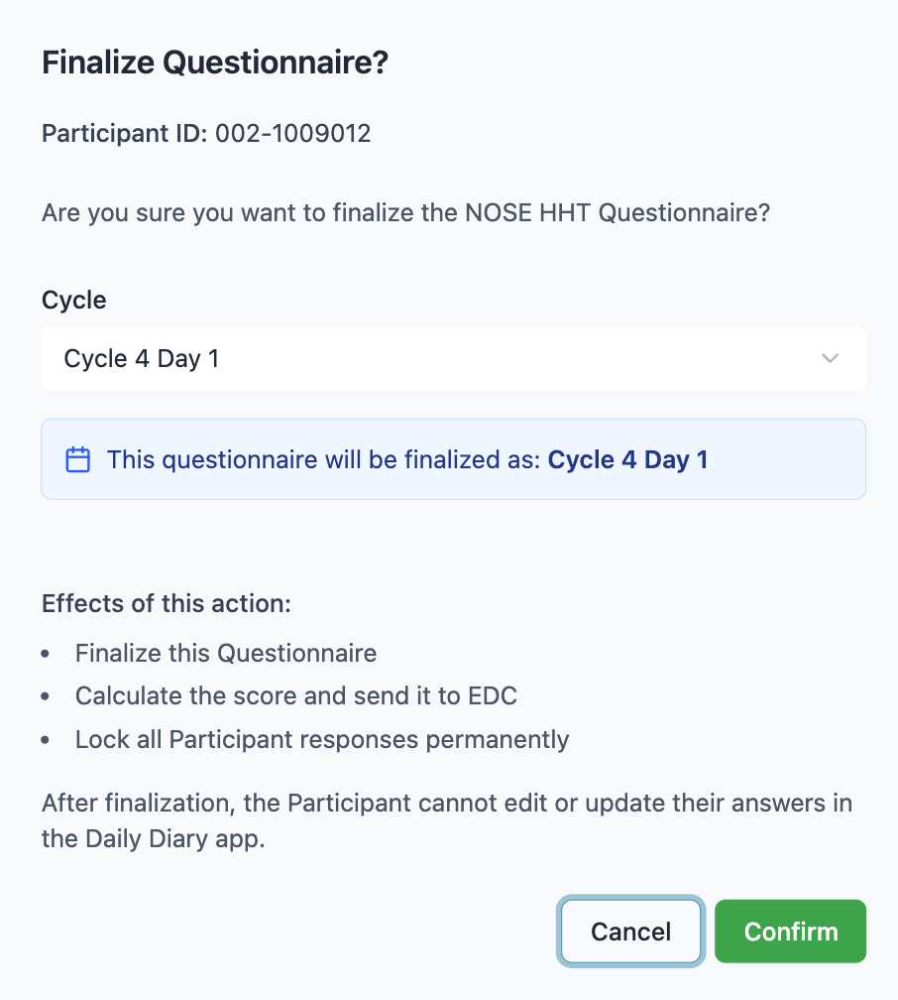 Finalize Questionnaire?
Participant ID: 002-1009012
Are you sure you want to finalize the NOSE HHT Questionnaire?
Cycle
Cycle 4 Day 1
This questionnaire will be finalized as: Cycle 4 Day 1
Effects of this action:
• Finalize this Questionnaire
• Calculate the score and send it to EDC
• Lock all Participant responses permanently
After finalization, the Participant cannot edit or update their answers in
the Daily Diary app.
Cancel Confirm